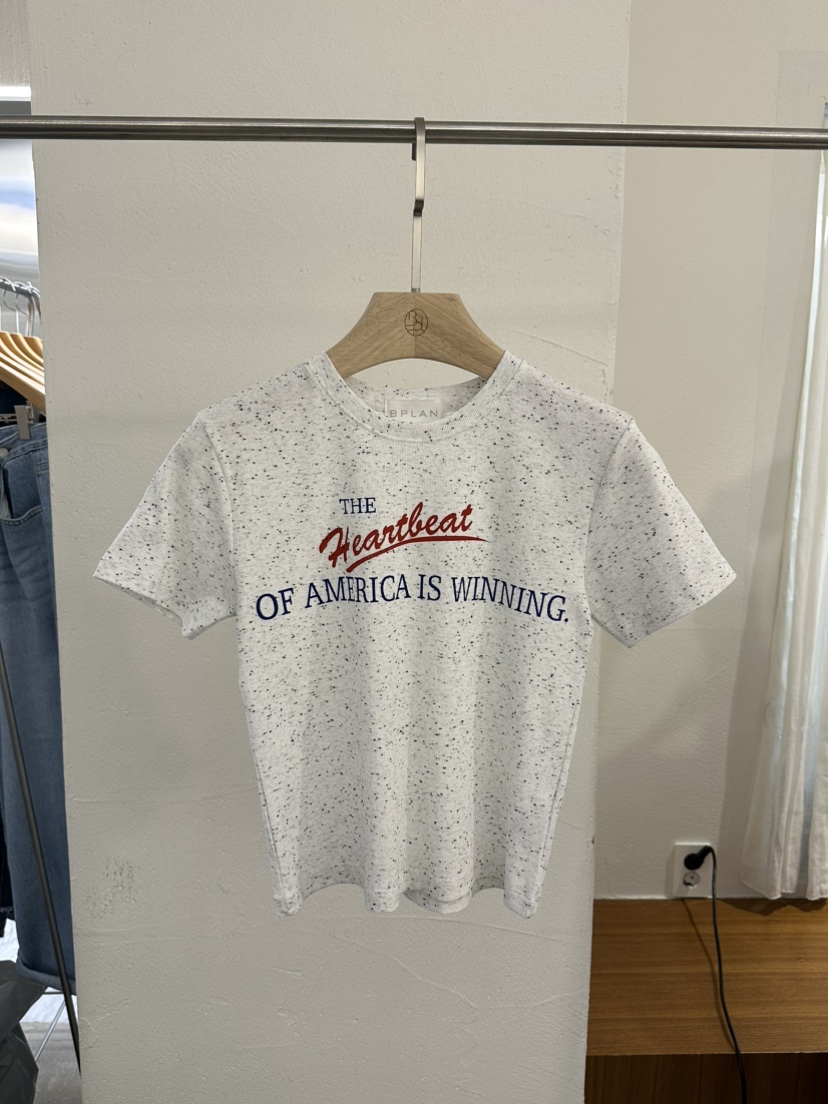 BPLAN
THE
Heartbeat
OF AMERICA IS WINNING.